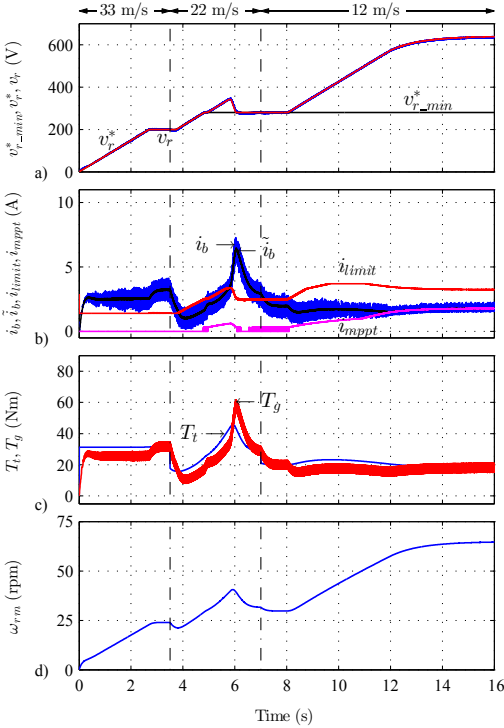 33 m/s 22 m/s 12 m/s
v*r_min, v*r, vr (V)
600
400
200
0
v*r
vr
v*r_min
a)
ib, ĩb, ilimit, imppt (A)
10
5
0
ib
ĩb
ilimit
imppt
b)
Tt, Tg (Nm)
80
60
40
20
0
Tt
Tg
c)
ωrm (rpm)
75
50
25
0
d)
0 2 4 6 8 10 12 14 16
Time (s)